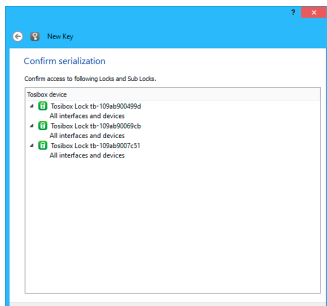 ?
New Key
Confirm serialization
Confirm access to following Locks and Sub Locks.
Tosibox device
Tosibox Lock tb-109ab900499d
All interfaces and devices
Tosibox Lock tb-109ab90069cb
All interfaces and devices
Tosibox Lock tb-109ab9007c51
All interfaces and devices